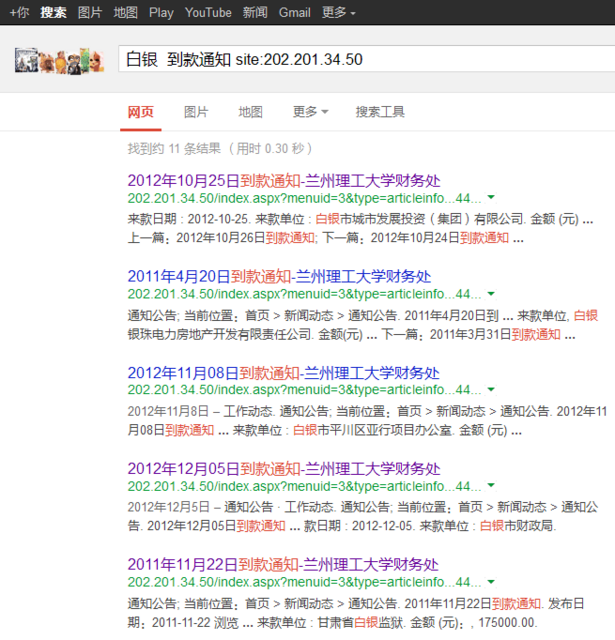 +你 搜索 图片 地图 Play YouTube 新闻 Gmail 更多
白银 到款通知 site:202.201.34.50
网页 图片 地图 更多 搜索工具
找到约 11 条结果 （用时 0.30 秒）
2012年10月25日到款通知-兰州理工大学财务处
202.201.34.50/index.aspx?menuid=3&type=articleinfo...44...
来款日期 : 2012-10-25. 来款单位 : 白银市城市发展投资（集团）有限公司. 金额 (元) ...
上一篇：2012年10月26日到款通知; 下一篇：2012年10月24日到款通知 ...
2011年4月20日到款通知-兰州理工大学财务处
202.201.34.50/index.aspx?menuid=3&type=articleinfo...44...
通知公告; 当前位置：首页 > 新闻动态 > 通知公告. 2011年4月20日到 ... 来款单位, 白银
银珠电力房地产开发有限责任公司. 金额(元) ... 下一篇：2011年3月31日到款通知 ...
2012年11月08日到款通知-兰州理工大学财务处
202.201.34.50/index.aspx?menuid=3&type=articleinfo...44...
2012年11月8日 – 工作动态. 通知公告; 当前位置：首页 > 新闻动态 > 通知公告. 2012年11
月08日到款通知 ... 来款单位 : 白银市平川区亚行项目办公室. 金额 (元) ...
2012年12月05日到款通知-兰州理工大学财务处
202.201.34.50/index.aspx?menuid=3&type=articleinfo...44...
2012年12月5日 – 通知公告 · 工作动态. 通知公告; 当前位置：首页 > 新闻动态 > 通知公
告. 2012年12月05日到款通知 ... 款日期 : 2012-12-05. 来款单位 : 白银市财政局.
2011年11月22日到款通知-兰州理工大学财务处
202.201.34.50/index.aspx?menuid=3&type=articleinfo...44...
通知公告; 当前位置：首页 > 新闻动态 > 通知公告. 2011年11月22日到款通知. 发布日
期：2011-11-22 浏览 ... 来款单位 : 甘肃省白银监狱. 金额 (元) : , 175000.00.